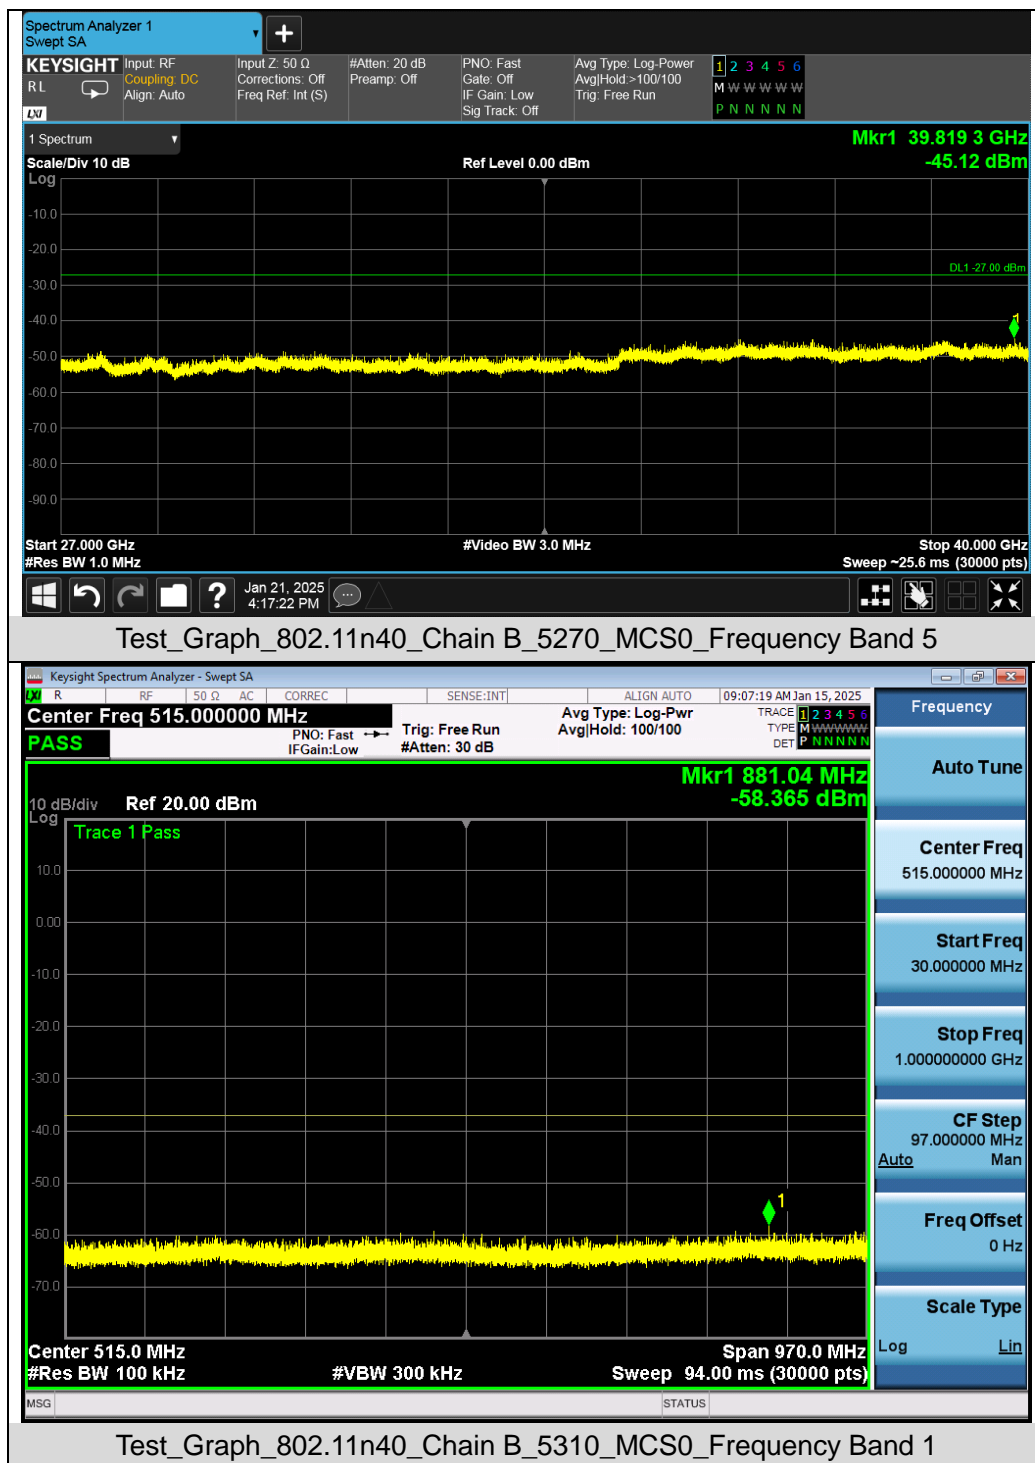 Spectrum Analyzer 1
Swept SA
KEYSIGHT
R L
LXI
Input: RF
Coupling: DC
Align: Auto
Input Z: 50 Ω
Corrections: Off
Freq Ref: Int (S)
#Atten: 20 dB
Preamp: Off
PNO: Fast
Gate: Off
IF Gain: Low
Sig Track: Off
Avg Type: Log-Power
Avg|Hold:>100/100
Trig: Free Run
1 2 3 4 5 6
M W W W W W
P N N N N N
1 Spectrum
Mkr1 39.819 3 GHz
Scale/Div 10 dB
Ref Level 0.00 dBm
-45.12 dBm
Log
-10.0
-20.0
DL1 -27.00 dBm
-30.0
-40.0
1
-50.0
-60.0
-70.0
-80.0
-90.0
Start 27.000 GHz
#Video BW 3.0 MHz
Stop 40.000 GHz
#Res BW 1.0 MHz
Sweep ~25.6 ms (30000 pts)
?
Jan 21, 2025
4:17:22 PM
Test_Graph_802.11n40_Chain B_5270_MCS0_Frequency Band 5
Keysight Spectrum Analyzer - Swept SA
LXI
R RF 50 Ω AC CORREC SENSE:INT ALIGN AUTO 09:07:19 AM Jan 15, 2025
Center Freq 515.000000 MHz
PASS
PNO: Fast
IFGain:Low
Trig: Free Run
#Atten: 30 dB
Avg Type: Log-Pwr
Avg|Hold: 100/100
TRACE 1 2 3 4 5 6
TYPE M W W W W W
DET P N N N N N
Mkr1 881.04 MHz
10 dB/div Ref 20.00 dBm
-58.365 dBm
Log
Trace 1 Pass
10.0
0.00
-10.0
-20.0
-30.0
-40.0
-50.0
1
-60.0
-70.0
Center 515.0 MHz
Span 970.0 MHz
#Res BW 100 kHz
#VBW 300 kHz
Sweep 94.00 ms (30000 pts)
MSG
STATUS
Frequency
Auto Tune
Center Freq
515.000000 MHz
Start Freq
30.000000 MHz
Stop Freq
1.000000000 GHz
CF Step
97.000000 MHz
Auto Man
Freq Offset
0 Hz
Scale Type
Log Lin
Test_Graph_802.11n40_Chain B_5310_MCS0_Frequency Band 1